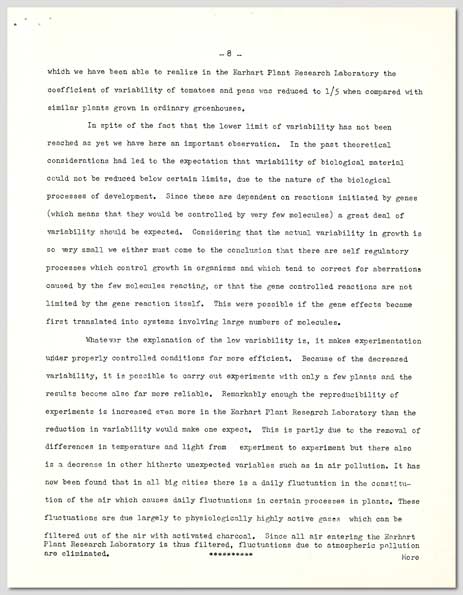 - 8 -
which we have been able to realize in the Earhart Plant Research Laboratory the
coefficient of variability of tomatoes and peas was reduced to 1/5 when compared with
similar plants grown in ordinary greenhouses.
In spite of the fact that the lower limit of variability has not been
reached as yet we have here an important observation. In the past theoretical
considerations had led to the expectation that variability of biological material
could not be reduced below certain limits, due to the nature of the biological
processes of development. Since these are dependent on reactions initiated by genes
(which means that they would be controlled by very few molecules) a great deal of
variability should be expected. Considering that the actual variability in growth is
so very small we either must come to the conclusion that there are self regulatory
processes which control growth in organisms and which tend to correct for aberrations
caused by the few molecules reacting, or that the gene controlled reactions are not
limited by the gene reaction itself. This were possible if the gene effects became
first translated into systems involving large numbers of molecules.
Whatever the explanation of the low variability is, it makes experimentation
under properly controlled conditions far more efficient. Because of the decreased
variability, it is possible to carry out experiments with only a few plants and the
results become also far more reliable. Remarkably enough the reproducibility of
experiments is increased even more in the Earhart Plant Research Laboratory than the
reduction in variability would make one expect. This is partly due to the removal of
differences in temperature and light from experiment to experiment but there also
is a decrease in other hitherto unexpected variables such as in air pollution. It has
now been found that in all big cities there is a daily fluctuation in the constitu-
tion of the air which causes daily fluctuations in certain processes in plants. These
fluctuations are due largely to physiologically highly active gases which can be
filtered out of the air with activated charcoal. Since all air entering the Earhart
Plant Research Laboratory is thus filtered, fluctuations due to atmospheric pollution
are eliminated. **********
More